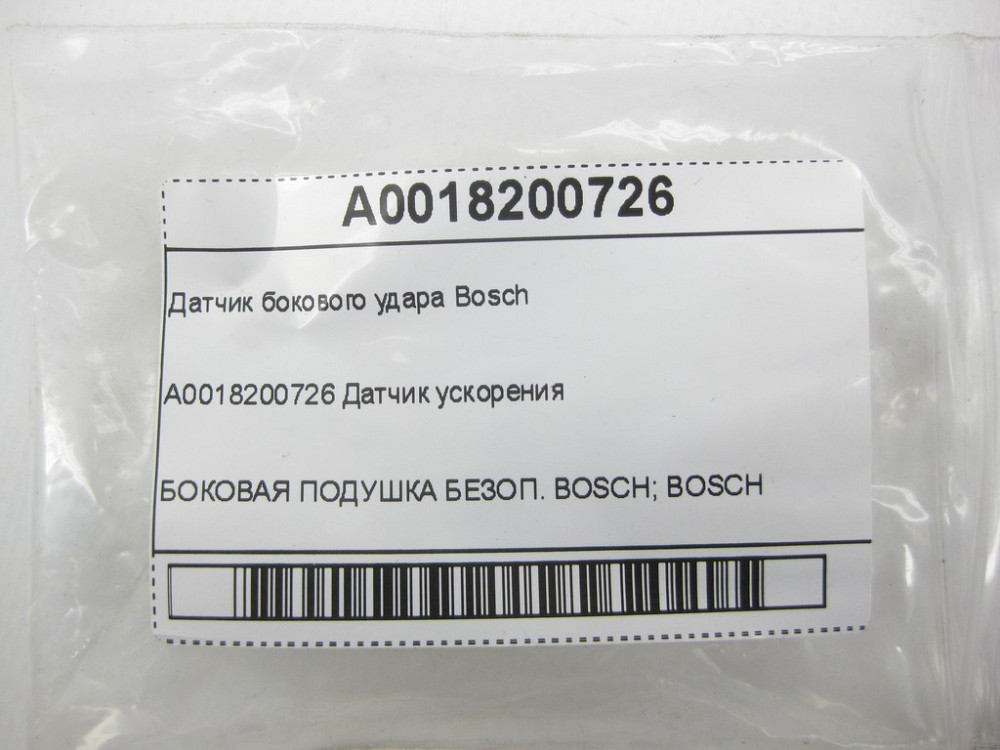 A0018200726
Датчик бокового удара Bosch
A0018200726 Датчик ускорения
БОКОВАЯ ПОДУШКА БЕЗОП. BOSCH; BOSCH